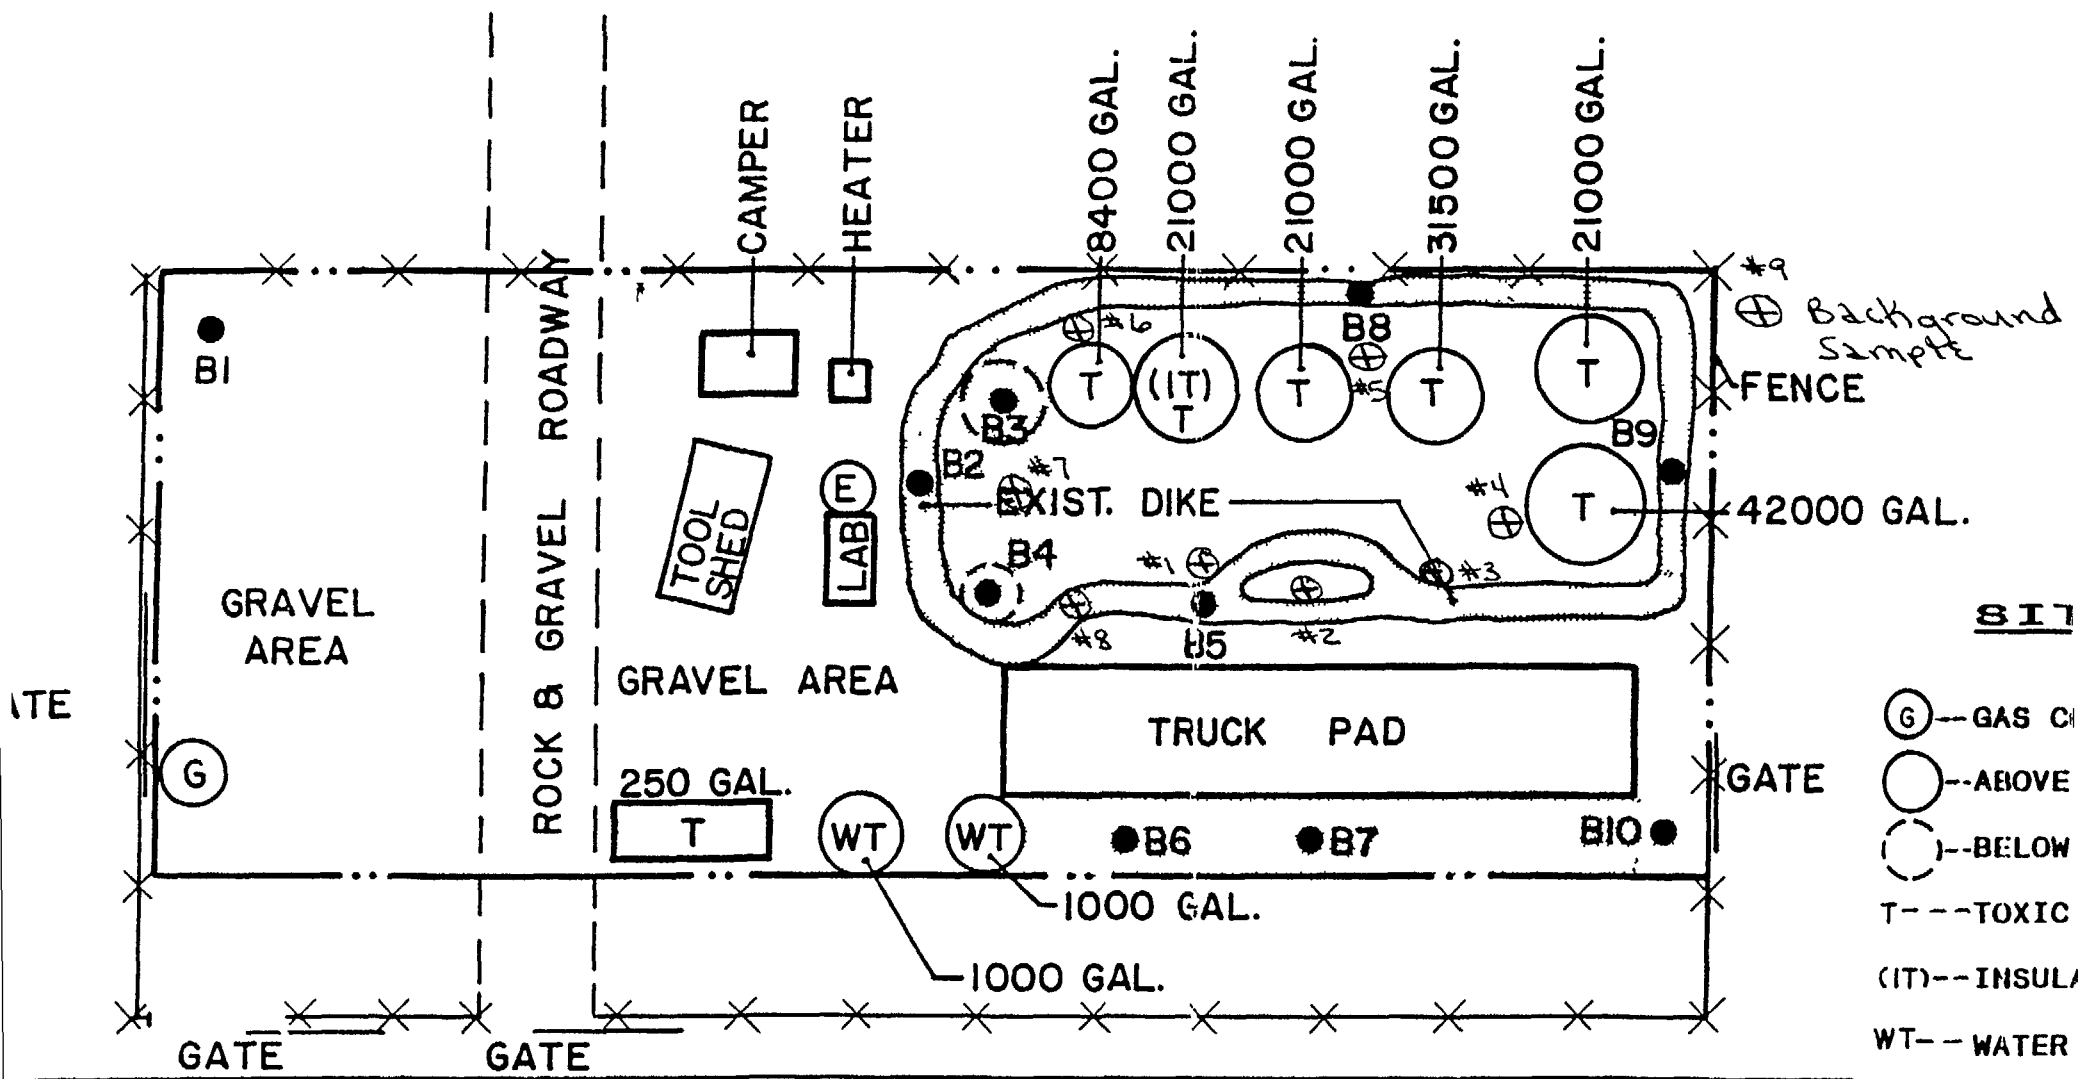 CAMPER
HEATER
8400 GAL.
21000 GAL.
21000 GAL.
31500 GAL.
21000 GAL.
#9
Background
Sample
FENCE
B1
ROCK & GRAVEL ROADWAY
#6
B8
#5
T
(IT)
T
T
T
T
B3
B9
B2
#7
E
EXIST. DIKE
#4
T
42000 GAL.
TOOL
SHED
LAB
B4
#1
#3
GRAVEL
AREA
#8
B5
#2
GRAVEL AREA
TRUCK PAD
G
250 GAL.
T
WT
WT
B6
B7
B10
GATE
1000 GAL.
1000 GAL.
GATE
GATE
G
--GAS
--ABOVE
--BELOW
T---TOXIC
(IT)--INSULA
WT--WATER